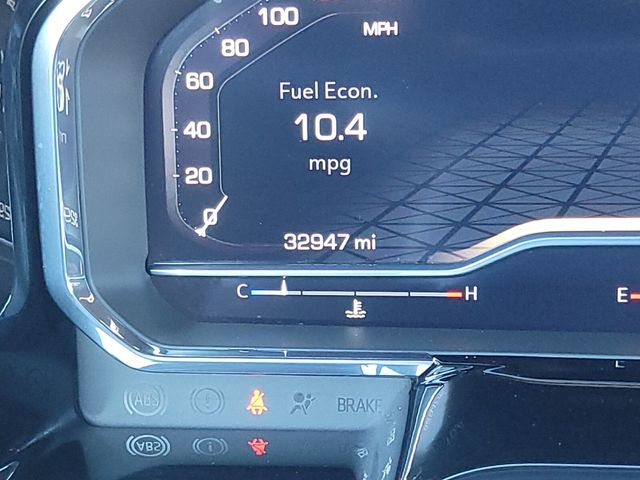 100
MPH
80
60
Fuel Econ.
40
10.4
mpg
20
0
32947 mi
C
H
E
ABS
BRAKE